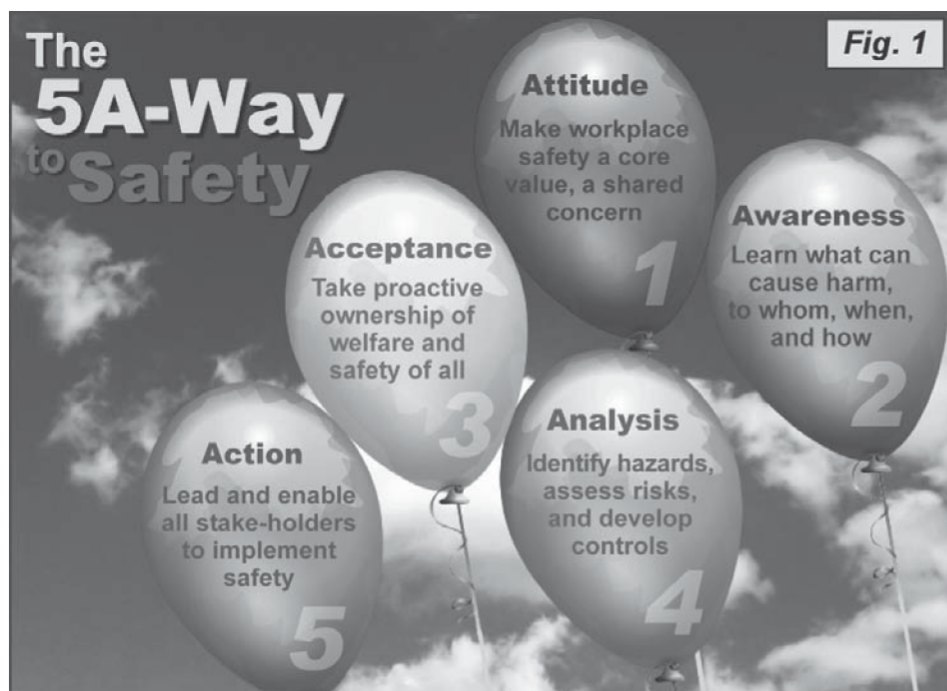 The
5A-Way
to Safety
Fig. 1
Attitude
Make workplace
safety a core
value, a shared
concern
1
Awareness
Learn what can
cause harm,
to whom, when,
and how
2
Acceptance
Take proactive
ownership of
welfare and
safety of all
3
Analysis
Identify hazards,
assess risks,
and develop
controls
4
Action
Lead and enable
all stake-holders
to implement
safety
5